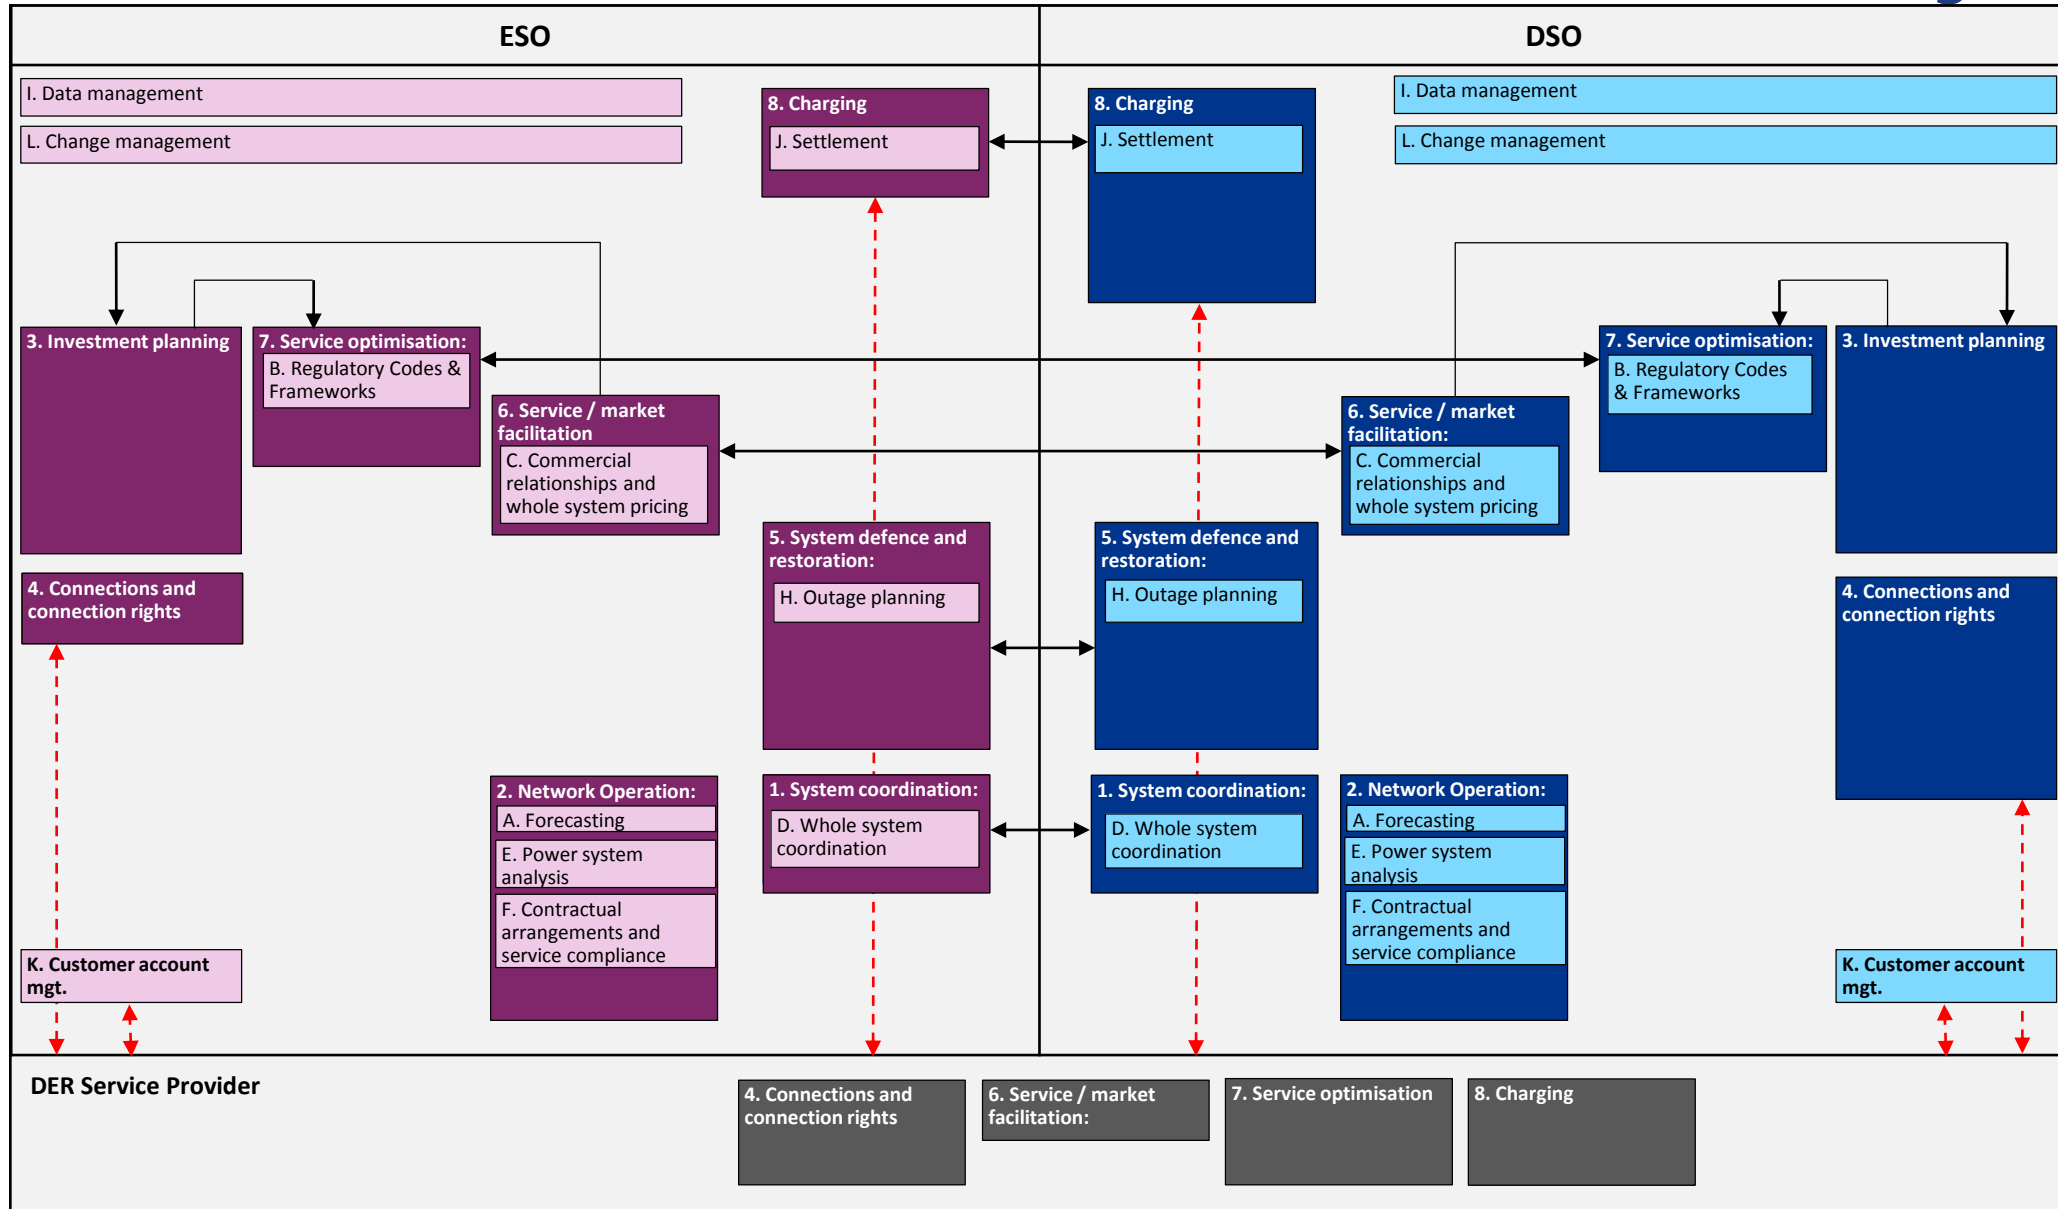 ESO
DSO
I. Data management
L. Change management
8. Charging
J. Settlement
8. Charging
J. Settlement
I. Data management
L. Change management
3. Investment planning
7. Service optimisation:
B. Regulatory Codes &
Frameworks
6. Service / market
facilitation
C. Commercial
relationships and
whole system pricing
6. Service / market
facilitation:
C. Commercial
relationships and
whole system pricing
7. Service optimisation:
B. Regulatory Codes
& Frameworks
3. Investment planning
4. Connections and
connection rights
5. System defence and
restoration:
H. Outage planning
5. System defence and
restoration:
H. Outage planning
4. Connections and
connection rights
2. Network Operation:
A. Forecasting
E. Power system
analysis
F. Contractual
arrangements and
service compliance
1. System coordination:
D. Whole system
coordination
1. System coordination:
D. Whole system
coordination
2. Network Operation:
A. Forecasting
E. Power system
analysis
F. Contractual
arrangements and
service compliance
K. Customer account
mgt.
K. Customer account
mgt.
DER Service Provider
4. Connections and
connection rights
6. Service / market
facilitation:
7. Service optimisation
8. Charging